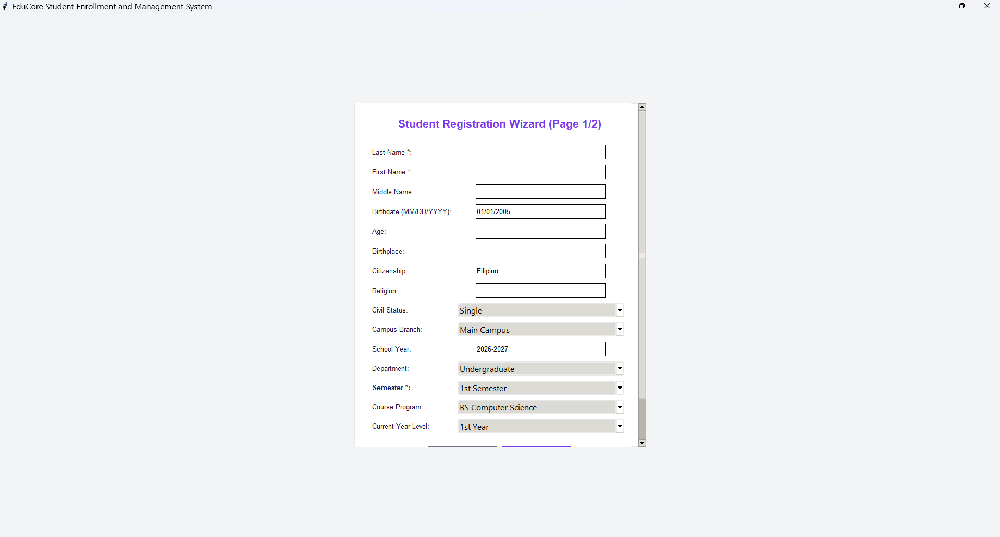 EduCore Student Enrollment and Management System
Student Registration Wizard (Page 1/2)
Last Name *:
First Name *:
Middle Name:
Birthdate (MM/DD/YYYY): 01/01/2005
Age:
Birthplace:
Citizenship: Filipino
Religion:
Civil Status: Single
Campus Branch: Main Campus
School Year: 2026-2027
Department: Undergraduate
Semester *: 1st Semester
Course Program: BS Computer Science
Current Year Level: 1st Year